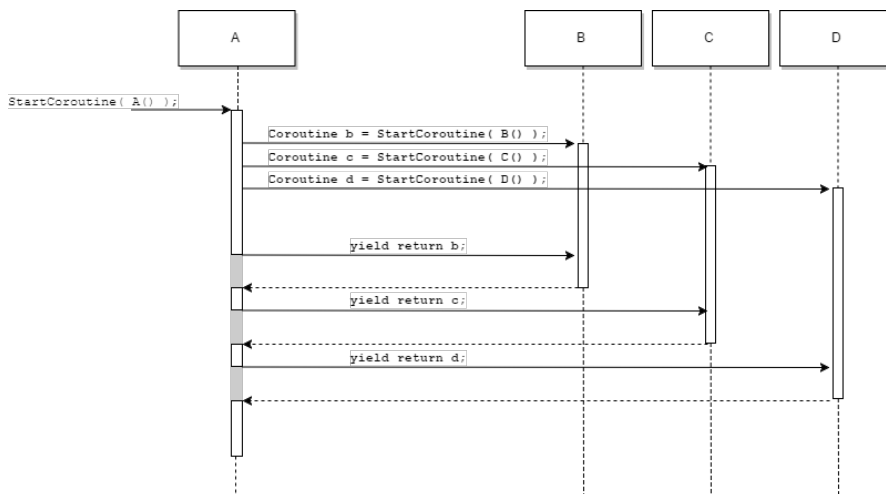 A
B
C
D
StartCoroutine( A() );
Coroutine b = StartCoroutine( B() );
Coroutine c = StartCoroutine( C() );
Coroutine d = StartCoroutine( D() );
yield return b;
yield return c;
yield return d;